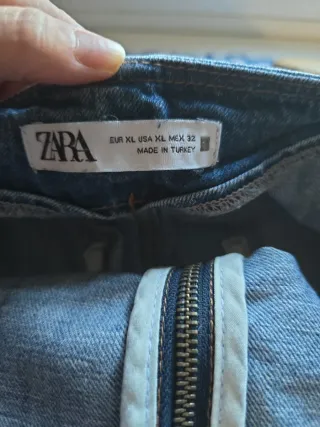 ZARA
EUR XL USA XL MEX 32
MADE IN TURKEY